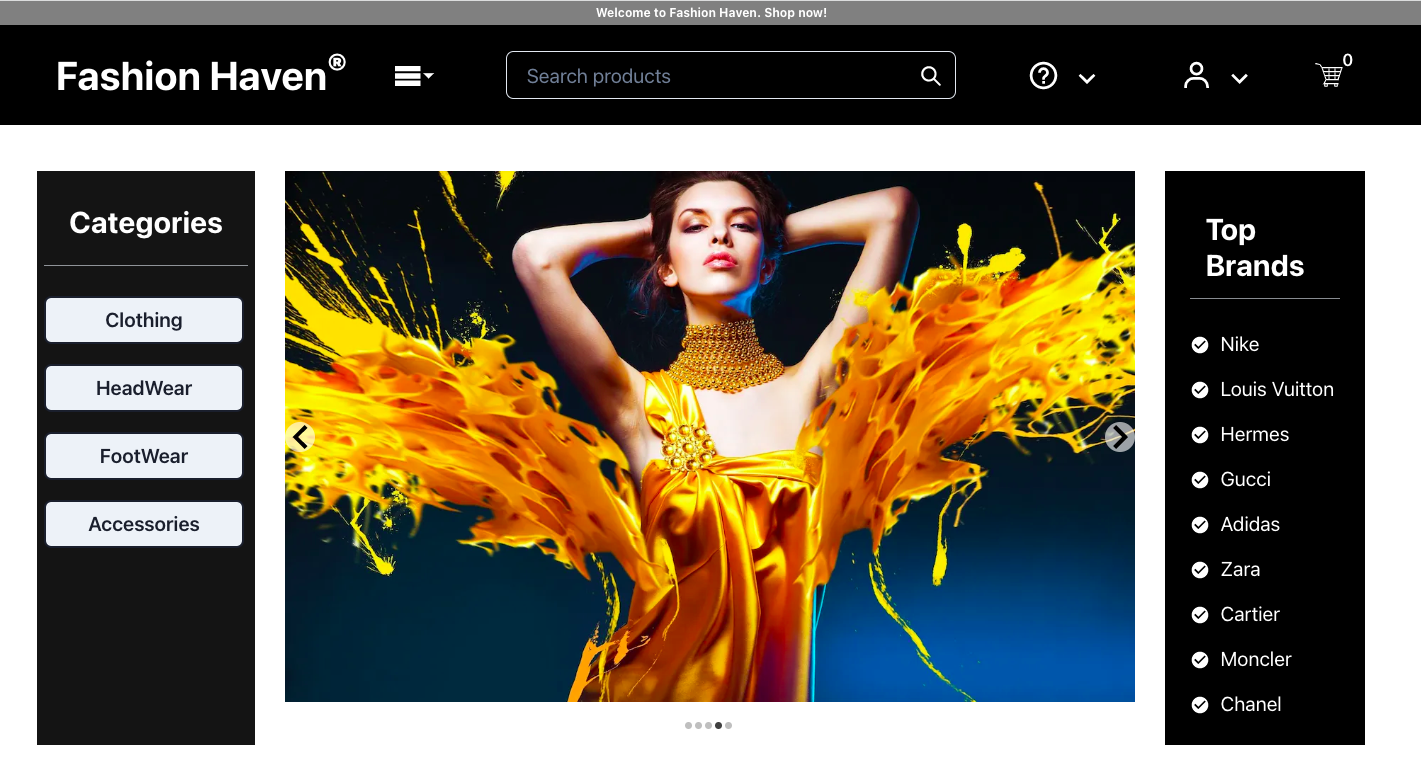 Welcome to Fashion Haven. Shop now!
Fashion Haven®
Search products
0
Categories
Clothing
HeadWear
FootWear
Accessories
Top
Brands
Nike
Louis Vuitton
Hermes
Gucci
Adidas
Zara
Cartier
Moncler
Chanel